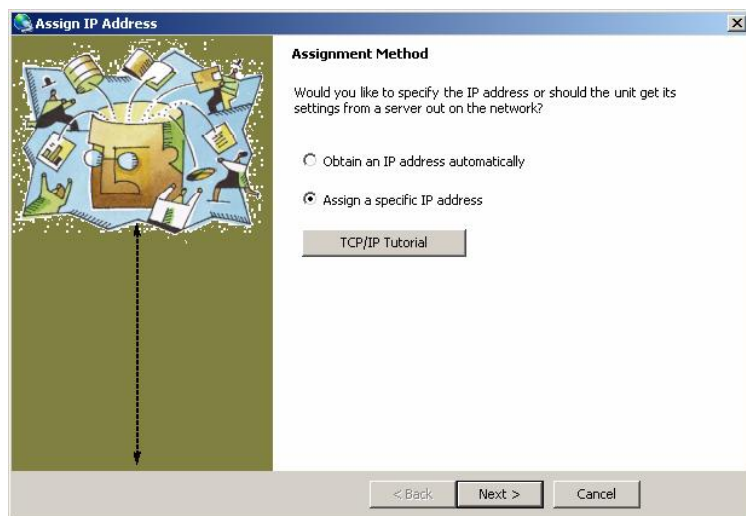 Assign IP Address
Assignment Method
Would you like to specify the IP address or should the unit get its
settings from a server out on the network?
Obtain an IP address automatically
Assign a specific IP address
TCP/IP Tutorial
< Back
Next >
Cancel